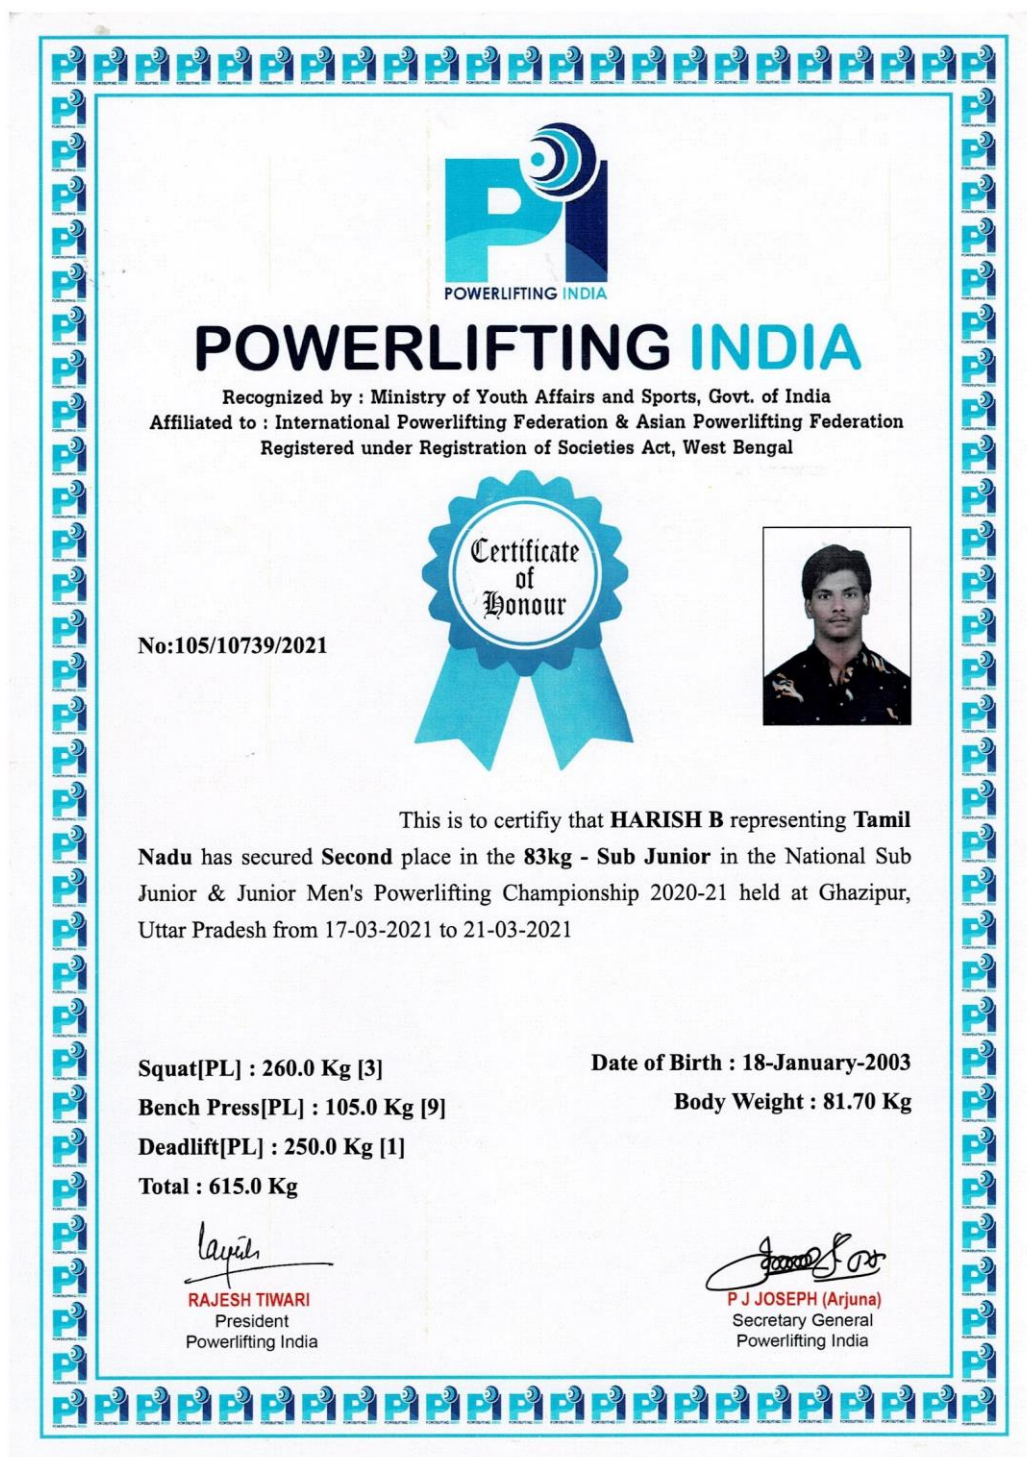 POWERLIFTING INDIA
POWERLIFTING INDIA
Recognized by : Ministry of Youth Affairs and Sports, Govt. of India
Affiliated to : International Powerlifting Federation & Asian Powerlifting Federation
Registered under Registration of Societies Act, West Bengal
Certificate
of
Honour
No:105/10739/2021
This is to certifiy that HARISH B representing Tamil
Nadu has secured Second place in the 83kg - Sub Junior in the National Sub
Junior & Junior Men's Powerlifting Championship 2020-21 held at Ghazipur,
Uttar Pradesh from 17-03-2021 to 21-03-2021
Squat[PL] : 260.0 Kg [3]
Bench Press[PL] : 105.0 Kg [9]
Deadlift[PL] : 250.0 Kg [1]
Total : 615.0 Kg
Date of Birth : 18-January-2003
Body Weight : 81.70 Kg
RAJESH TIWARI
President
Powerlifting India
P J JOSEPH (Arjuna)
Secretary General
Powerlifting India